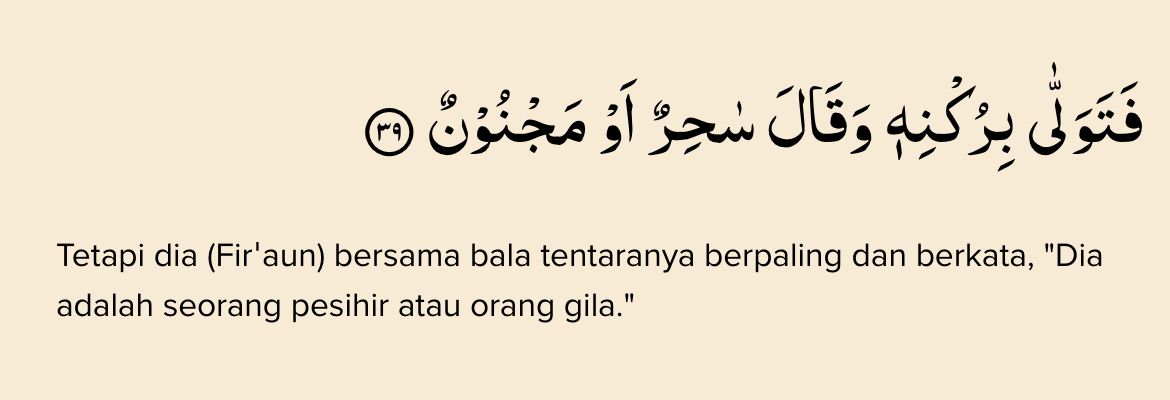 فَتَوَلّٰى بِرُكْنِهٖ وَقَالَ سٰحِرٌ اَوْ مَجْنُوْنٌ ٣٩
Tetapi dia (Fir'aun) bersama bala tentaranya berpaling dan berkata, "Dia
adalah seorang pesihir atau orang gila."